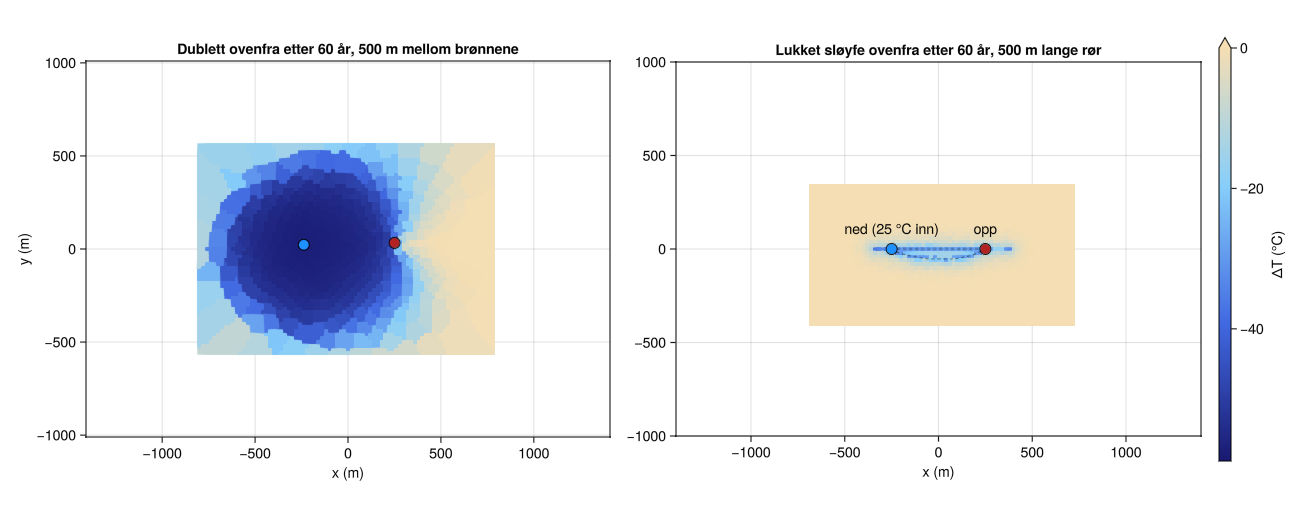 Dublett ovenfra etter 60 år, 500 m mellom brønnene
1000
500
0
−500
−1000
y (m)
−1000
−500
0
500
1000
x (m)
Lukket sløyfe ovenfra etter 60 år, 500 m lange rør
1000
500
0
−500
−1000
ned (25 °C inn)
opp
−1000
−500
0
500
1000
x (m)
0
−20
−40
ΔT (°C)